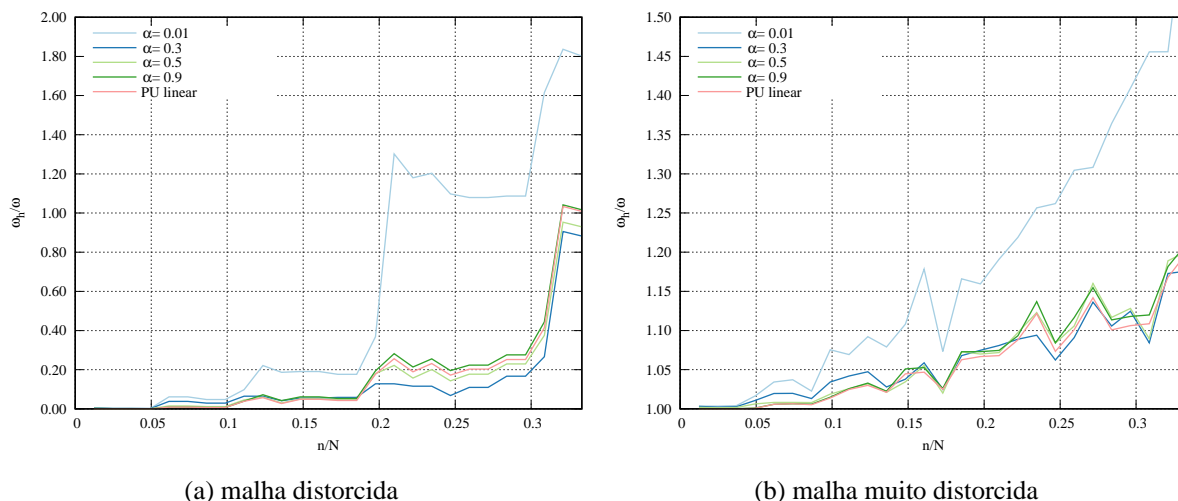 2.00
1.80
1.60
1.40
1.20
1.00
0.80
0.60
0.40
0.20
0.00
ωh/ω
α= 0.01
α= 0.3
α= 0.5
α= 0.9
PU linear
0 0.05 0.1 0.15 0.2 0.25 0.3
n/N
(a) malha distorcida
1.50
1.45
1.40
1.35
1.30
1.25
1.20
1.15
1.10
1.05
1.00
ωh/ω
α= 0.01
α= 0.3
α= 0.5
α= 0.9
PU linear
0 0.05 0.1 0.15 0.2 0.25 0.3
n/N
(b) malha muito distorcida